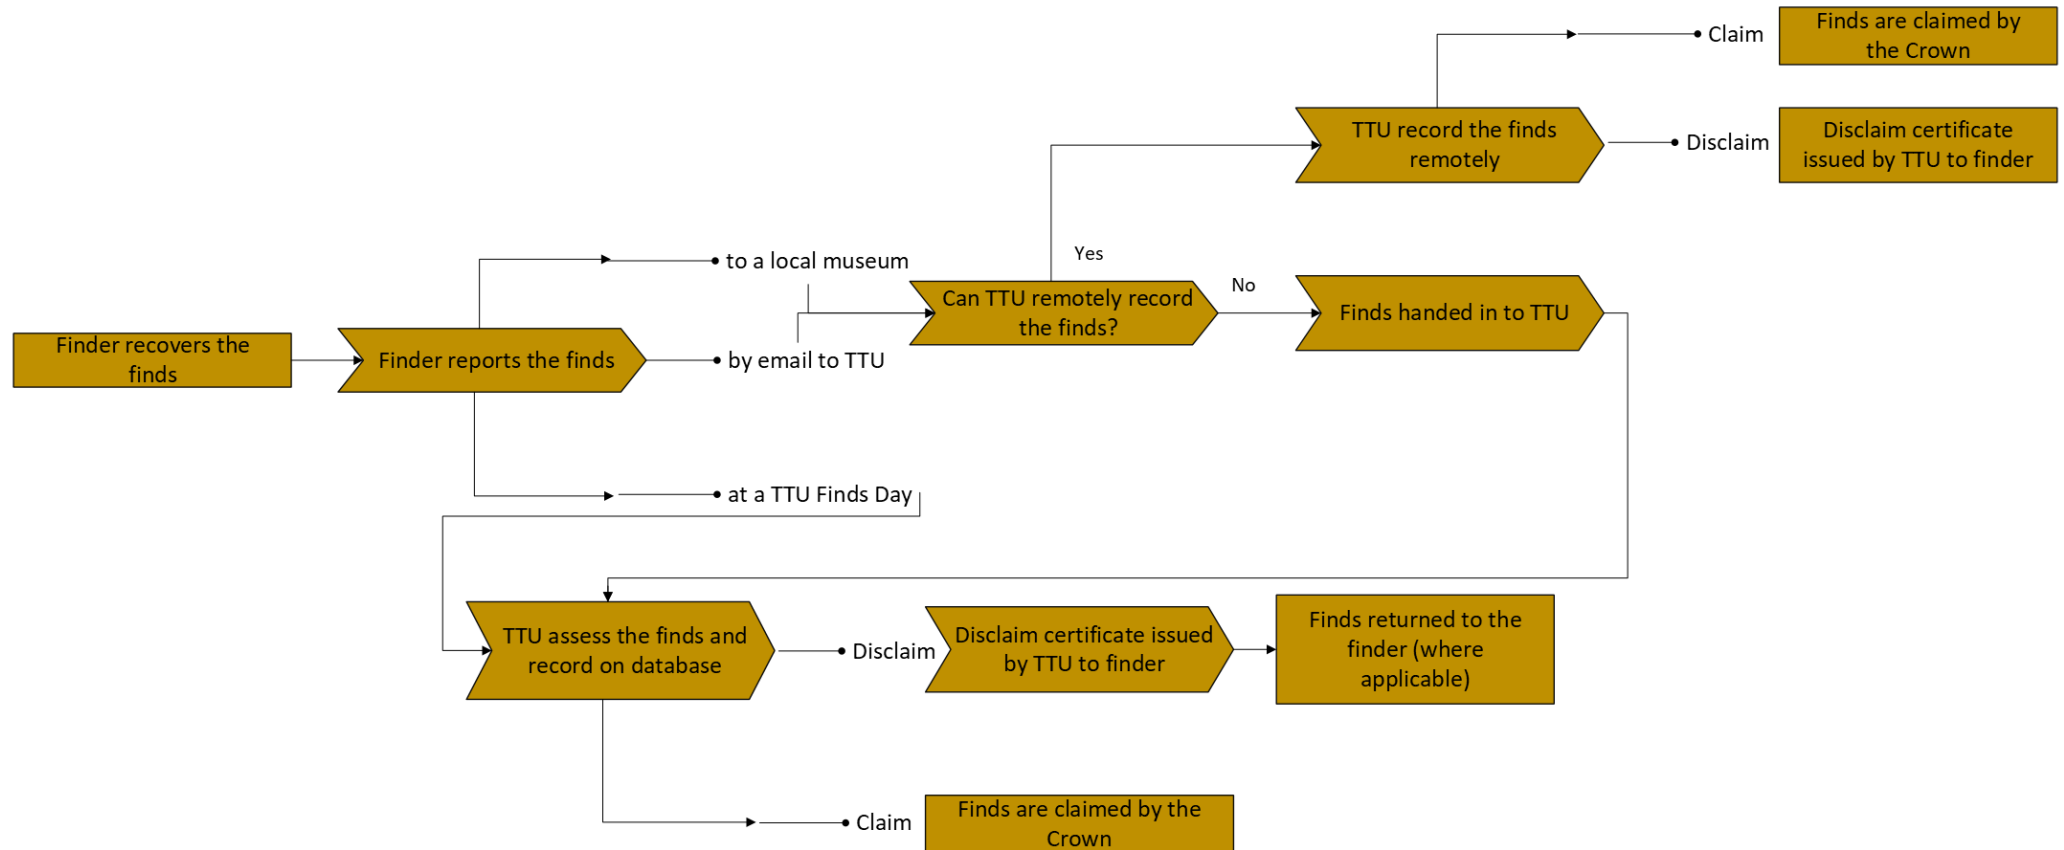 Finds are claimed by
the Crown
Claim
TTU record the finds
remotely
Disclaim
Disclaim certificate
issued by TTU to finder
Yes
to a local museum
No
Can TTU remotely record
the finds?
Finds handed in to TTU
Finder recovers the
finds
Finder reports the finds
by email to TTU
at a TTU Finds Day
TTU assess the finds and
record on database
Disclaim
Disclaim certificate issued
by TTU to finder
Finds returned to the
finder (where
applicable)
Claim
Finds are claimed by the
Crown